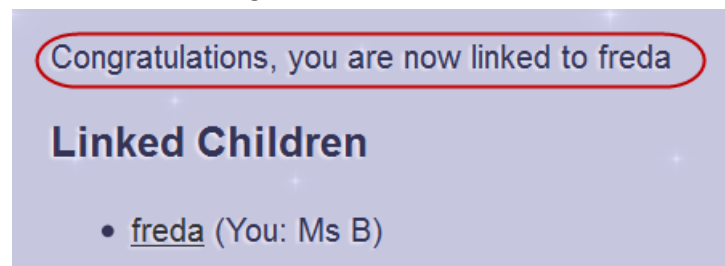 Congratulations, you are now linked to freda
Linked Children
• freda (You: Ms B)